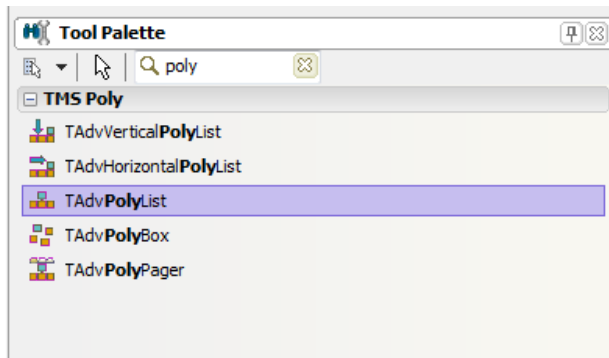 Tool Palette
poly
TMS Poly
TAdvVerticalPolyList
TAdvHorizontalPolyList
TAdvPolyList
TAdvPolyBox
TAdvPolyPager